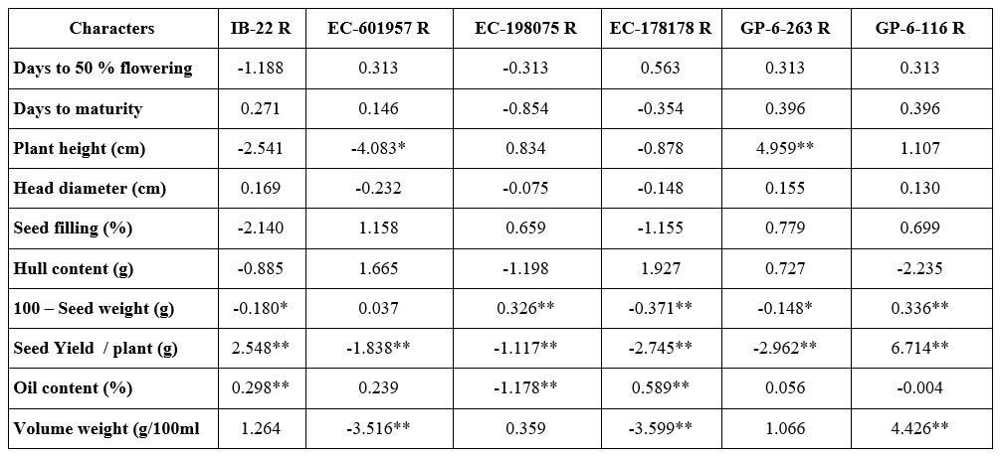 Characters IB-22 R EC-601957 R EC-198075 R EC-178178 R GP-6-263 R GP-6-116 R
Days to 50 % flowering -1.188 0.313 -0.313 0.563 0.313 0.313
Days to maturity 0.271 0.146 -0.854 -0.354 0.396 0.396
Plant height (cm) -2.541 -4.083* 0.834 -0.878 4.959** 1.107
Head diameter (cm) 0.169 -0.232 -0.075 -0.148 0.155 0.130
Seed filling (%) -2.140 1.158 0.659 -1.155 0.779 0.699
Hull content (g) -0.885 1.665 -1.198 1.927 0.727 -2.235
100 – Seed weight (g) -0.180* 0.037 0.326** -0.371** -0.148* 0.336**
Seed Yield / plant (g) 2.548** -1.838** -1.117** -2.745** -2.962** 6.714**
Oil content (%) 0.298** 0.239 -1.178** 0.589** 0.056 -0.004
Volume weight (g/100ml 1.264 -3.516** 0.359 -3.599** 1.066 4.426**